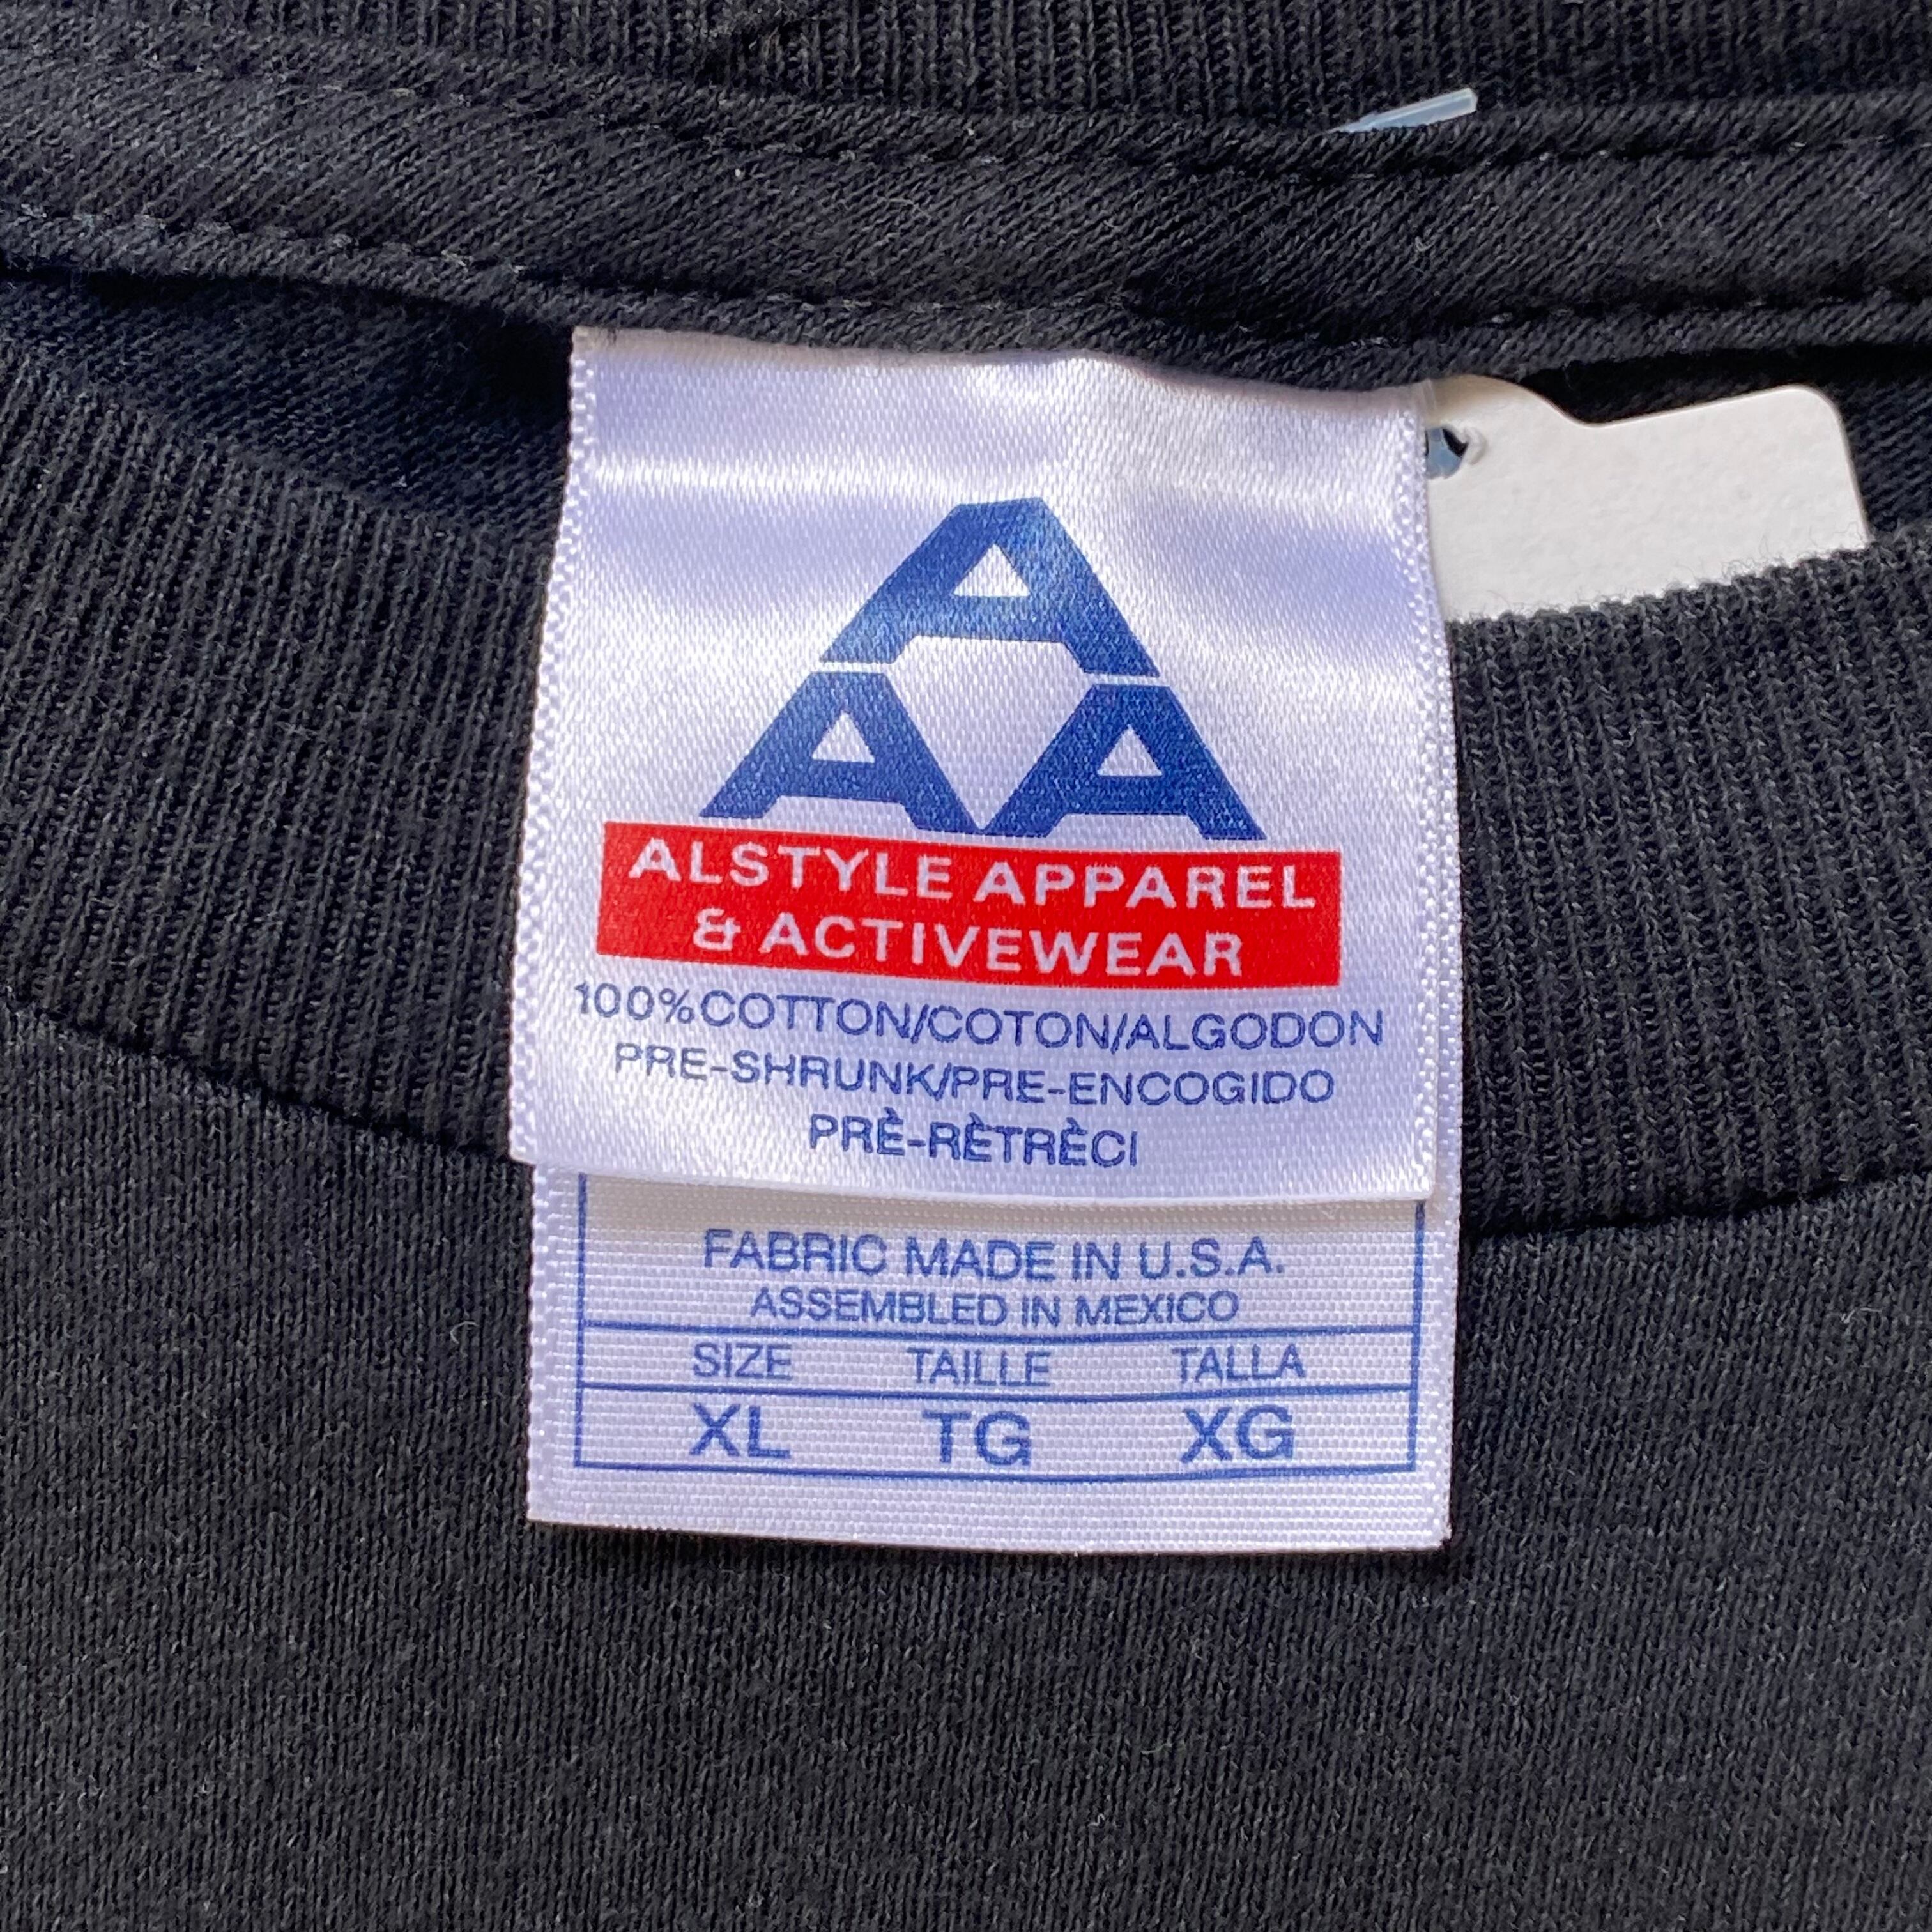 A
A A
ALSTYLE APPAREL
& ACTIVEWEAR
100%COTTON/COTON/ALGODON
PRE-SHRUNK/PRE-ENCOGIDO
PRÈ-RÈTRÈCI
FABRIC MADE IN U.S.A.
ASSEMBLED IN MEXICO
SIZE TAILLE TALLA
XL TG XG